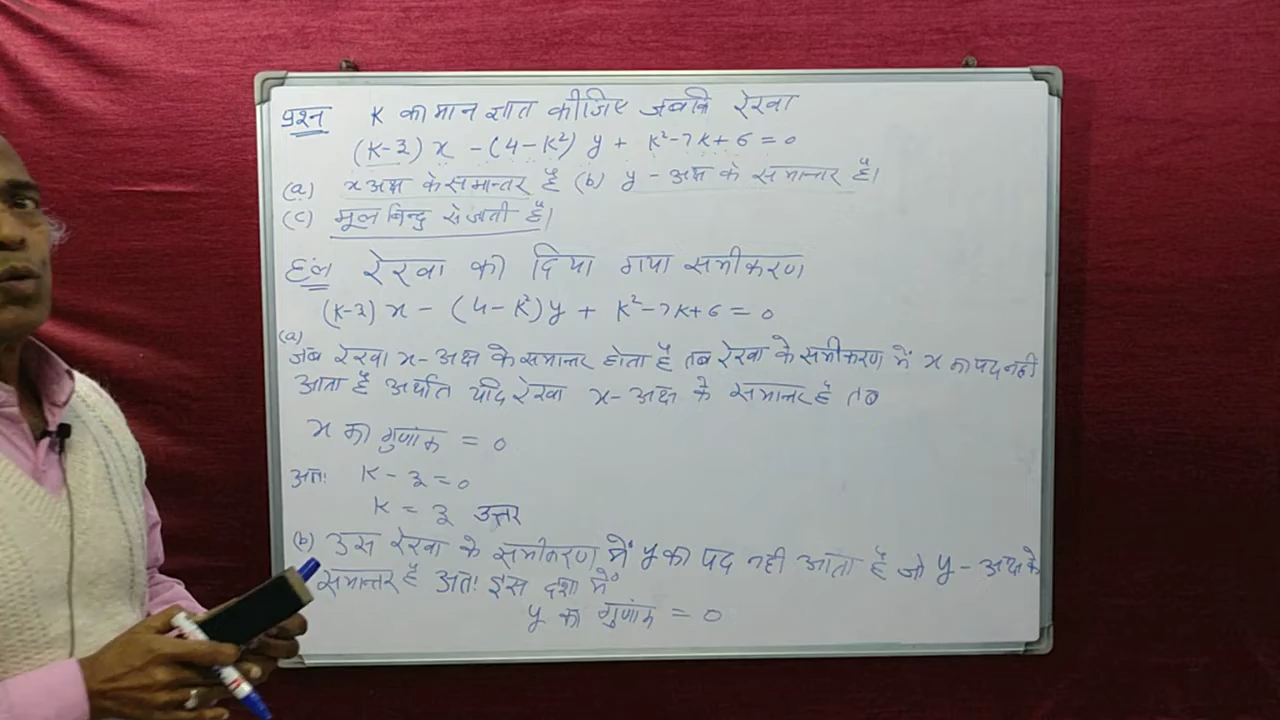 प्रश्न K का मान ज्ञात कीजिए जबकि रेखा
(K-3) x - (4-K²) y + K²-7K+6 = 0
(a) x अक्ष के समान्तर है (b) y - अक्ष के समान्तर है।
(c) मूल बिन्दु से जाती है।
हल रेखा का दिया गया समीकरण
(K-3) x - (4-K²) y + K²-7K+6 = 0
(a)
जब रेखा x-अक्ष के समान्तर होता है तब रेखा के समीकरण में x का पद नहीं
आता है अर्थात यदि रेखा x-अक्ष के समान्तर है तब
x का गुणांक = 0
अतः K - 3 = 0
K = 3 उत्तर
(b) उस रेखा के समीकरण में y का पद नही आता है जो y - अक्ष के
समान्तर है अतः इस दशा में
y का गुणांक = 0